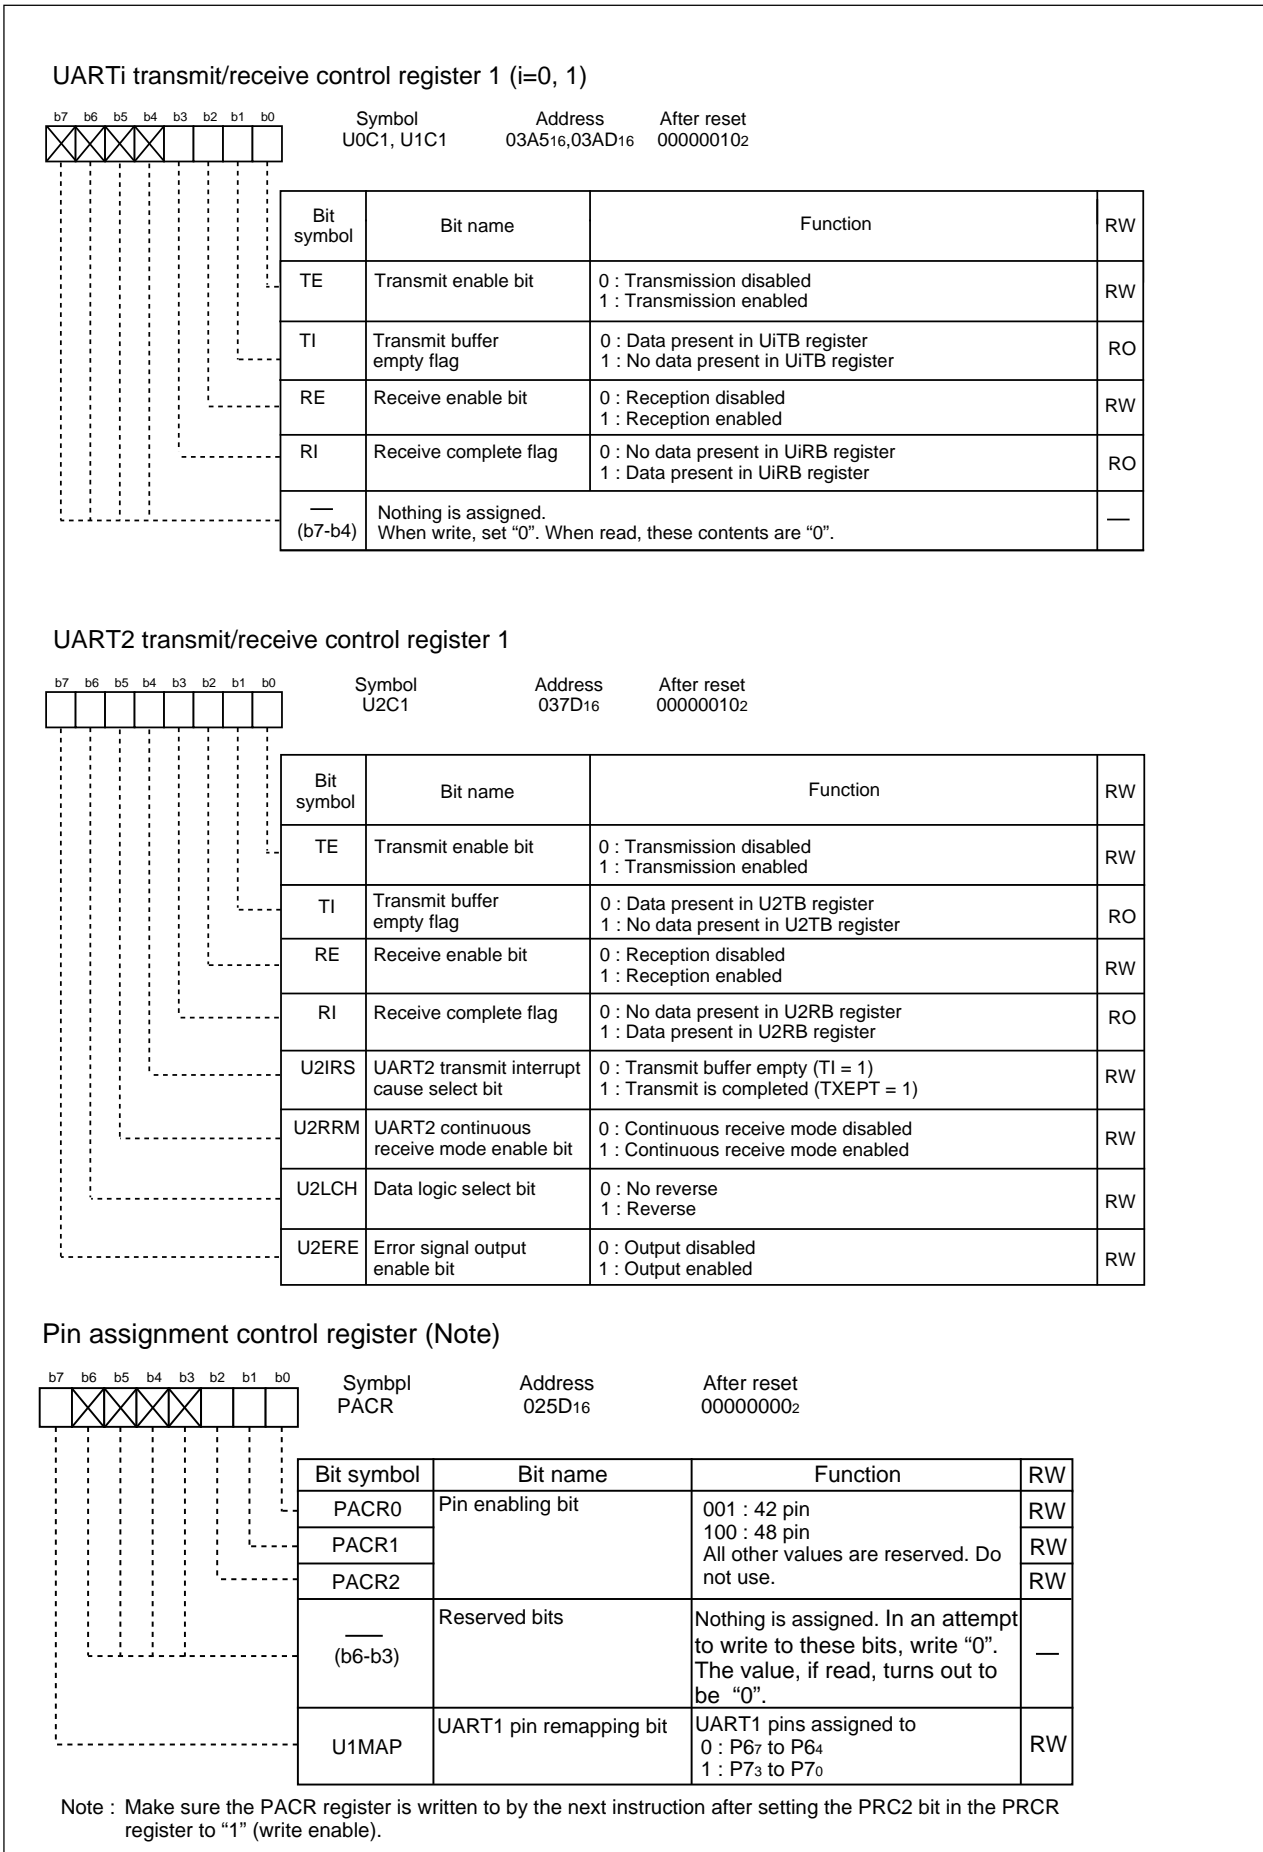 UARTi transmit/receive control register 1 (i=0, 1)
b7 b6 b5 b4 b3 b2 b1 b0
Symbol Address After reset
U0C1, U1C1 03A516,03AD16 000000102
Bit symbol Bit name Function RW
TE Transmit enable bit 0 : Transmission disabled
1 : Transmission enabled RW
TI Transmit buffer empty flag 0 : Data present in UiTB register
1 : No data present in UiTB register RO
RE Receive enable bit 0 : Reception disabled
1 : Reception enabled RW
RI Receive complete flag 0 : No data present in UiRB register
1 : Data present in UiRB register RO
—
(b7-b4) Nothing is assigned.
When write, set “0”. When read, these contents are “0”. —
UART2 transmit/receive control register 1
b7 b6 b5 b4 b3 b2 b1 b0
Symbol Address After reset
U2C1 037D16 000000102
Bit symbol Bit name Function RW
TE Transmit enable bit 0 : Transmission disabled
1 : Transmission enabled RW
TI Transmit buffer empty flag 0 : Data present in U2TB register
1 : No data present in U2TB register RO
RE Receive enable bit 0 : Reception disabled
1 : Reception enabled RW
RI Receive complete flag 0 : No data present in U2RB register
1 : Data present in U2RB register RO
U2IRS UART2 transmit interrupt cause select bit 0 : Transmit buffer empty (TI = 1)
1 : Transmit is completed (TXEPT = 1) RW
U2RRM UART2 continuous receive mode enable bit 0 : Continuous receive mode disabled
1 : Continuous receive mode enabled RW
U2LCH Data logic select bit 0 : No reverse
1 : Reverse RW
U2ERE Error signal output enable bit 0 : Output disabled
1 : Output enabled RW
Pin assignment control register (Note)
b7 b6 b5 b4 b3 b2 b1 b0
Symbpl Address After reset
PACR 025D16 000000002
Bit symbol Bit name Function RW
PACR0 Pin enabling bit 001 : 42 pin RW
100 : 48 pin
PACR1 All other values are reserved. Do RW
not use.
PACR2 RW
—
(b6-b3) Reserved bits Nothing is assigned. In an attempt
to write to these bits, write “0”.
The value, if read, turns out to
be “0”. —
U1MAP UART1 pin remapping bit UART1 pins assigned to
0 : P67 to P64
1 : P73 to P70 RW
Note : Make sure the PACR register is written to by the next instruction after setting the PRC2 bit in the PRCR
register to “1” (write enable).